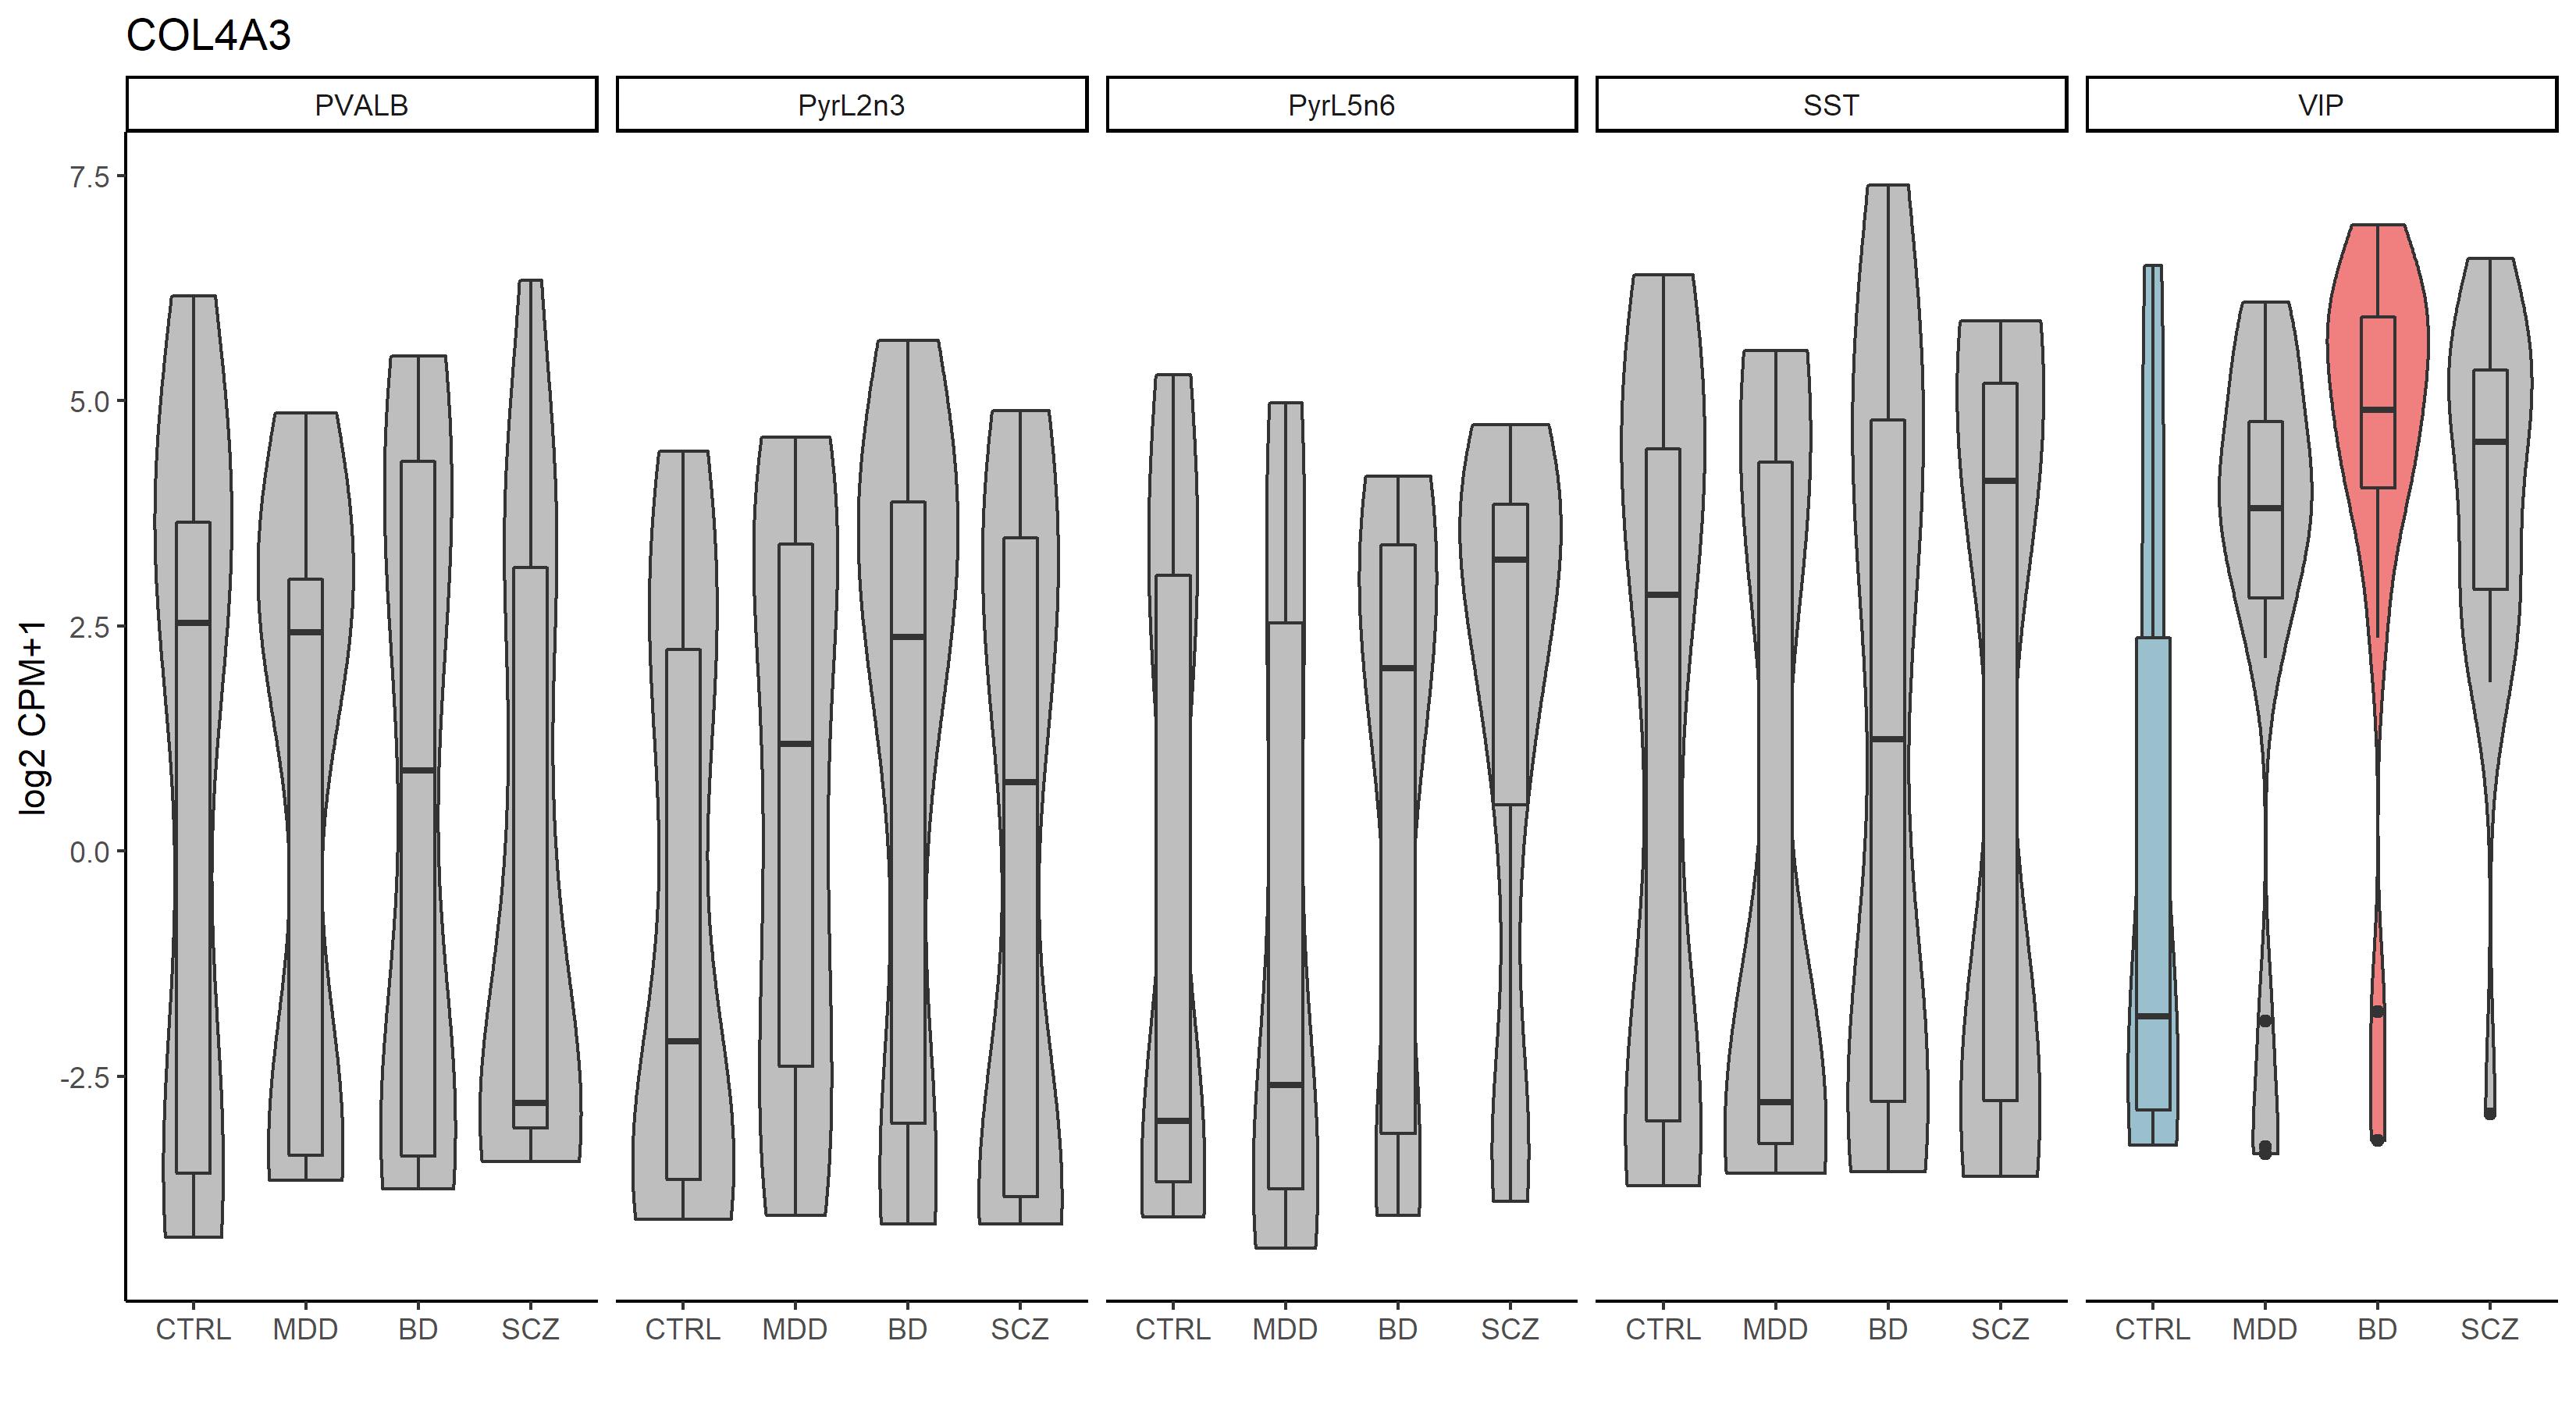 COL4A3
PVALB PyrL2n3 PyrL5n6 SST VIP
log2 CPM+1
7.5
5.0
2.5
0.0
-2.5
CTRL MDD BD SCZ CTRL MDD BD SCZ CTRL MDD BD SCZ CTRL MDD BD SCZ CTRL MDD BD SCZ